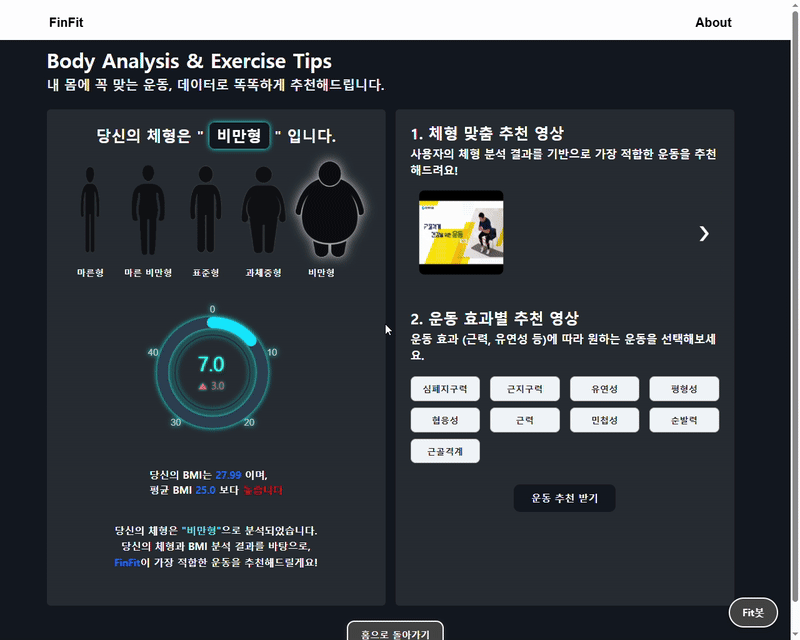 FinFit
About
Body Analysis & Exercise Tips
내 몸에 꼭 맞는 운동, 데이터로 똑똑하게 추천해드립니다.
당신의 체형은 " 비만형 " 입니다.
마른형
마른 비만형
표준형
과체중형
비만형
0
10
20
30
40
7.0
3.0
당신의 BMI는 27.99 이며,
평균 BMI 25.0 보다 높습니다
당신의 체형은 "비만형"으로 분석되었습니다.
당신의 체형과 BMI 분석 결과를 바탕으로,
FinFit이 가장 적합한 운동을 추천해드릴게요!
1. 체형 맞춤 추천 영상
사용자의 체형 분석 결과를 기반으로 가장 적합한 운동을 추천
해드려요!
2. 운동 효과별 추천 영상
운동 효과 (근력, 유연성 등)에 따라 원하는 운동을 선택해보세
요.
심폐지구력
근지구력
유연성
평형성
협응성
근력
민첩성
순발력
근골격계
운동 추천 받기
Fit봇
홈으로 돌아가기